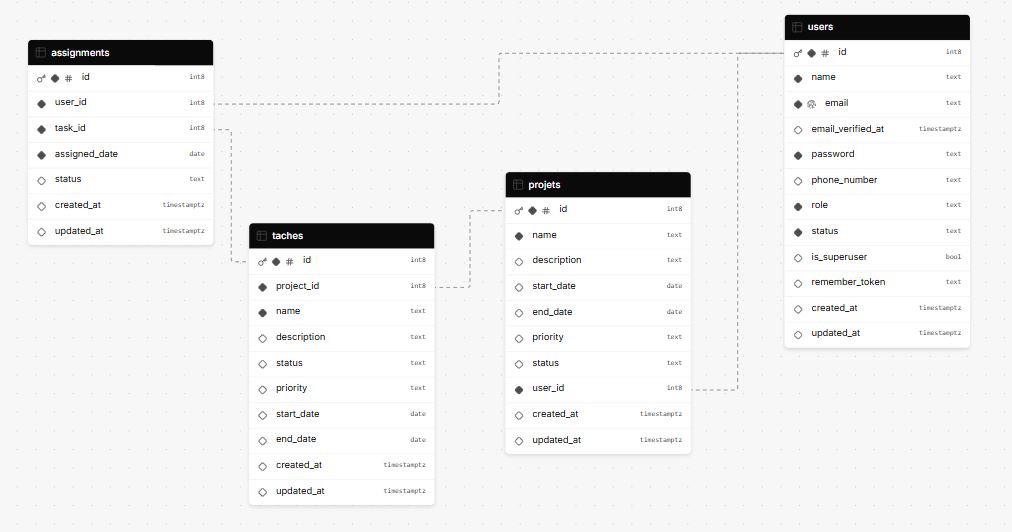 assignments
# id int8
user_id int8
task_id int8
assigned_date date
status text
created_at timestamptz
updated_at timestamptz
taches
# id int8
project_id int8
name text
description text
status text
priority text
start_date date
end_date date
created_at timestamptz
updated_at timestamptz
projets
# id int8
name text
description text
start_date date
end_date date
priority text
status text
user_id int8
created_at timestamptz
updated_at timestamptz
users
# id int8
name text
email text
email_verified_at timestamptz
password text
phone_number text
role text
status text
is_superuser bool
remember_token text
created_at timestamptz
updated_at timestamptz